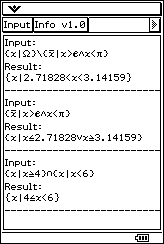 Input Info v1.0
Input:
(x|Ω)\(x̄|x>e∧x<π)
Result:
{x|2.71828<x<3.14159}
Input:
(x̄|x>e∧x<π)
Result:
{x|x≤2.71828∨x≥3.14159}
Input:
(x|x≥4)∩(x|x<6)
Result:
{x|4≤x<6}